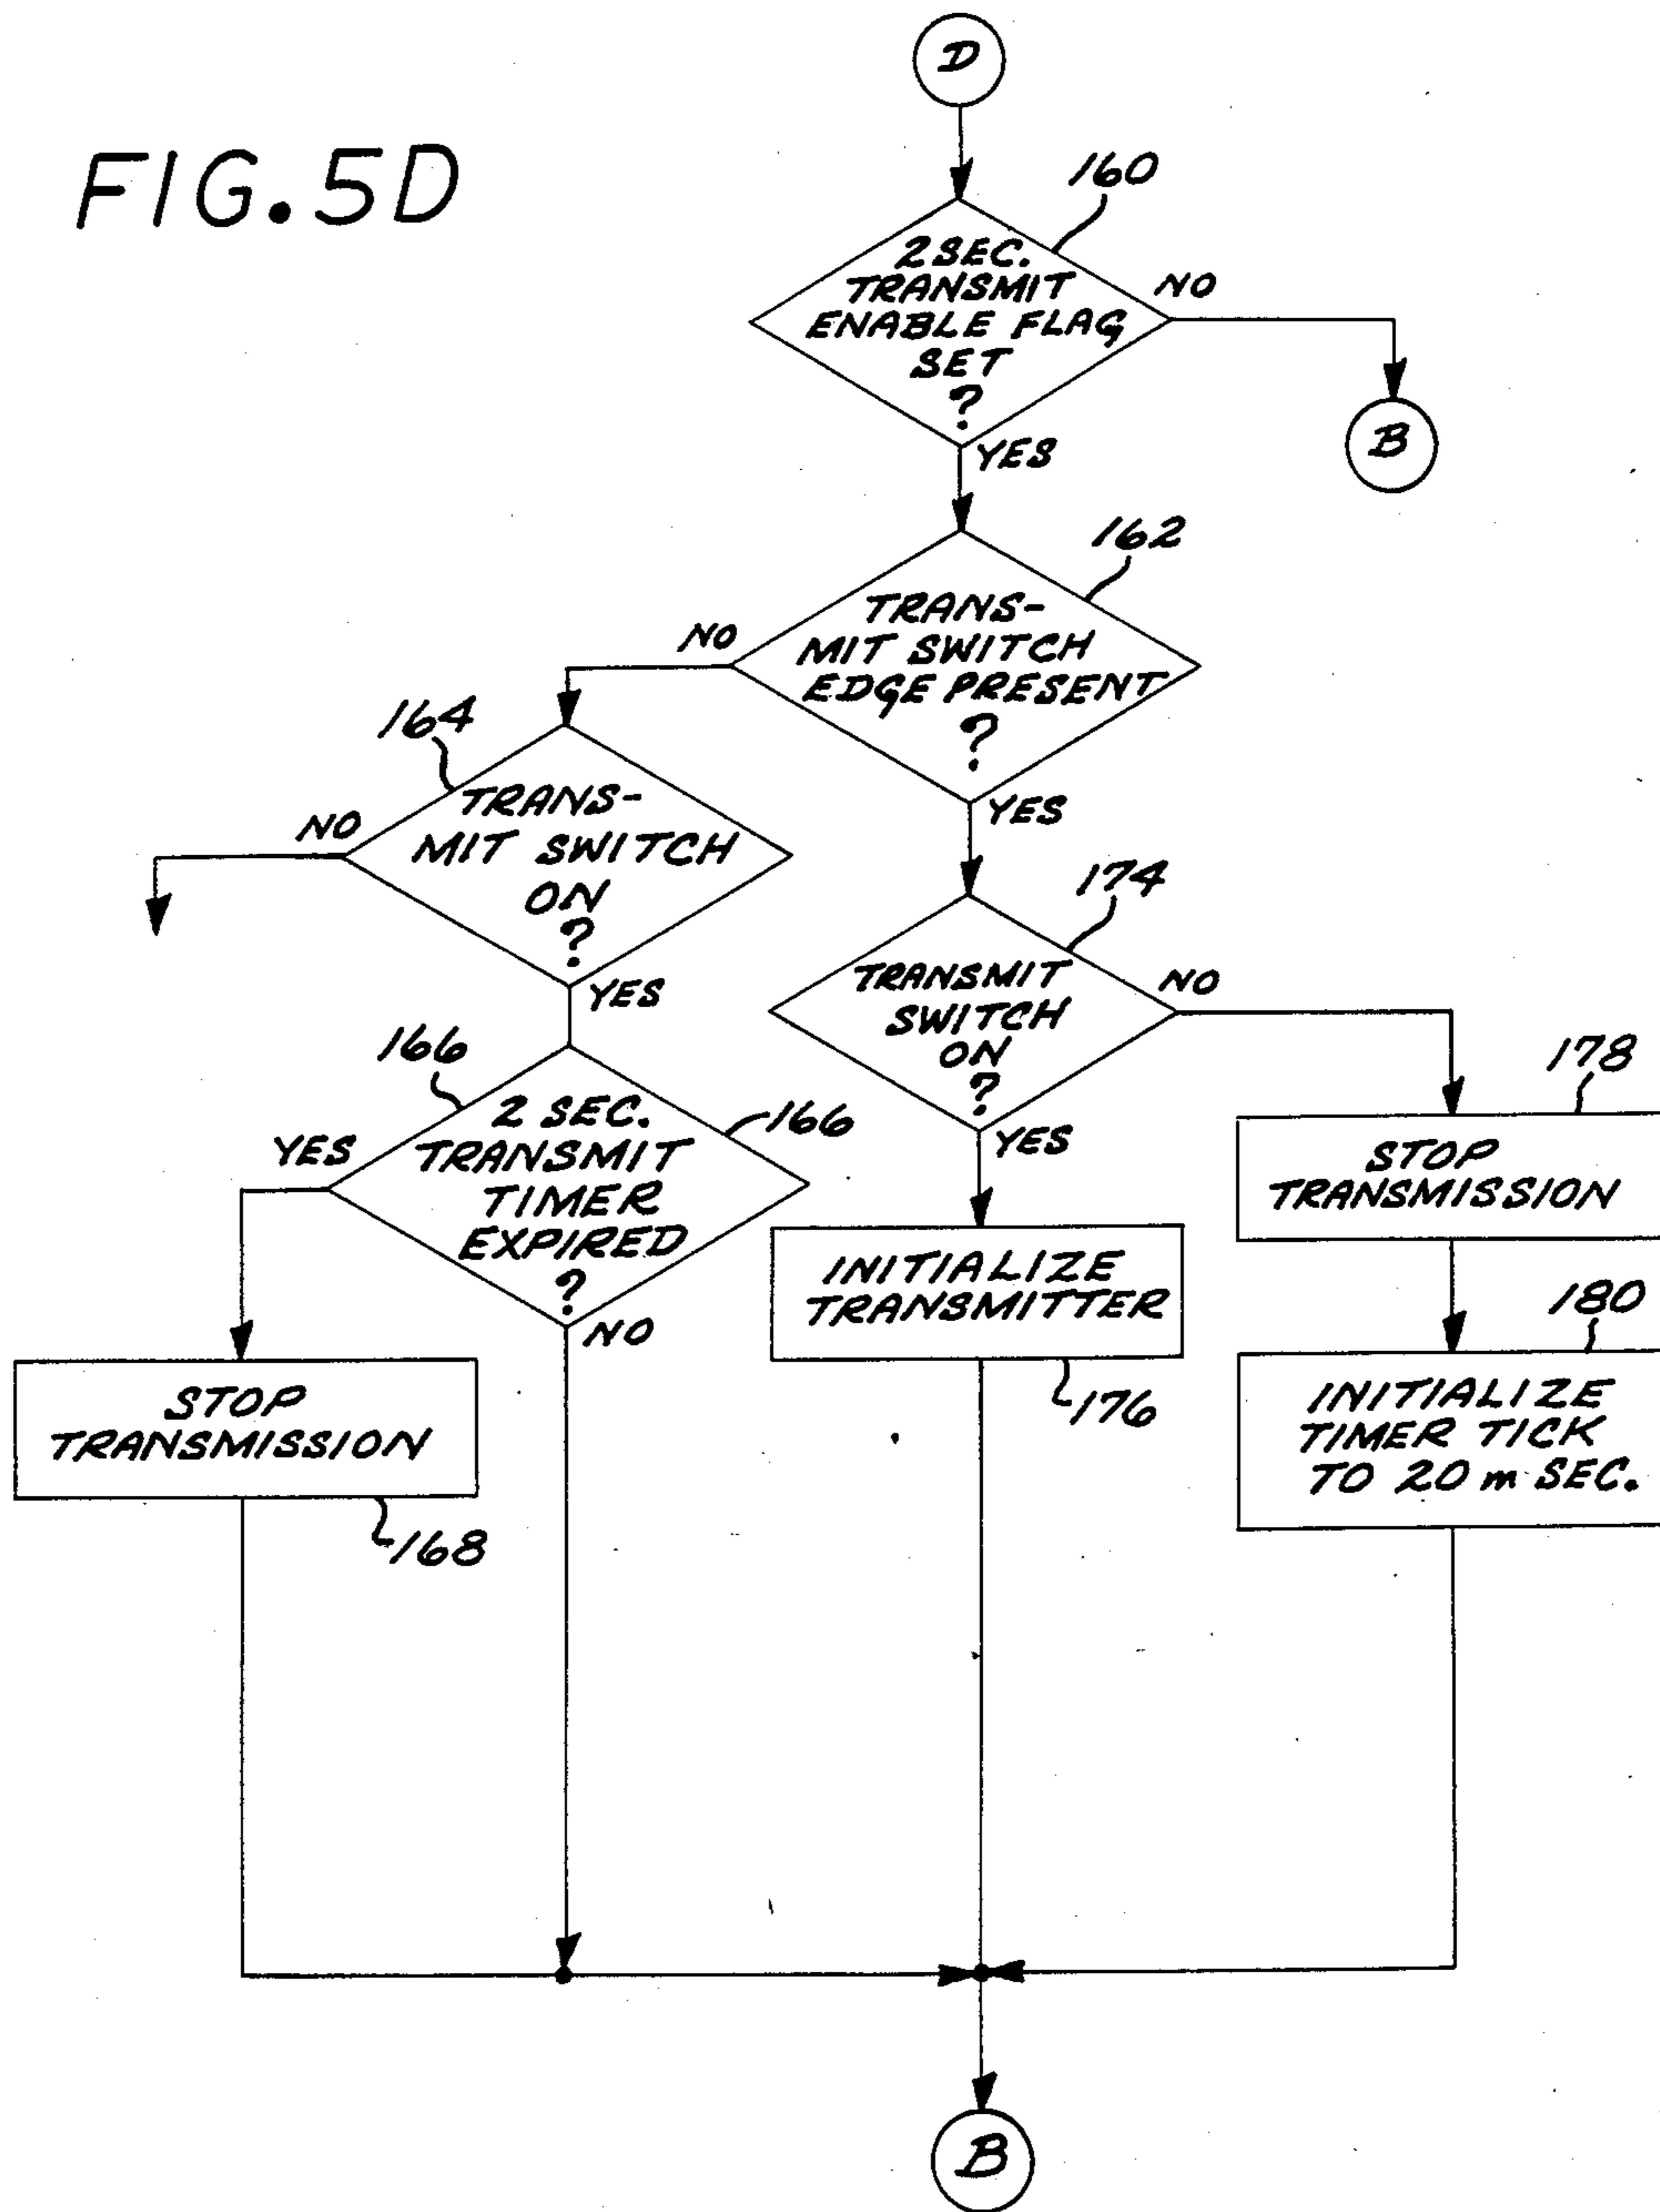 FIG. 5D
D
160
2 SEC.
TRANSMIT
ENABLE FLAG
SET
?
NO
B
YES
162
TRANS-
MIT SWITCH
EDGE PRESENT
?
NO
YES
164
TRANS-
MIT SWITCH
ON
?
NO
YES
174
TRANSMIT
SWITCH
ON
?
NO
YES
166
2 SEC.
TRANSMIT
TIMER
EXPIRED
?
166
YES
NO
178
STOP
TRANSMISSION
INITIALIZE
TRANSMITTER
176
180
INITIALIZE
TIMER TICK
TO 20 m SEC.
STOP
TRANSMISSION
168
B